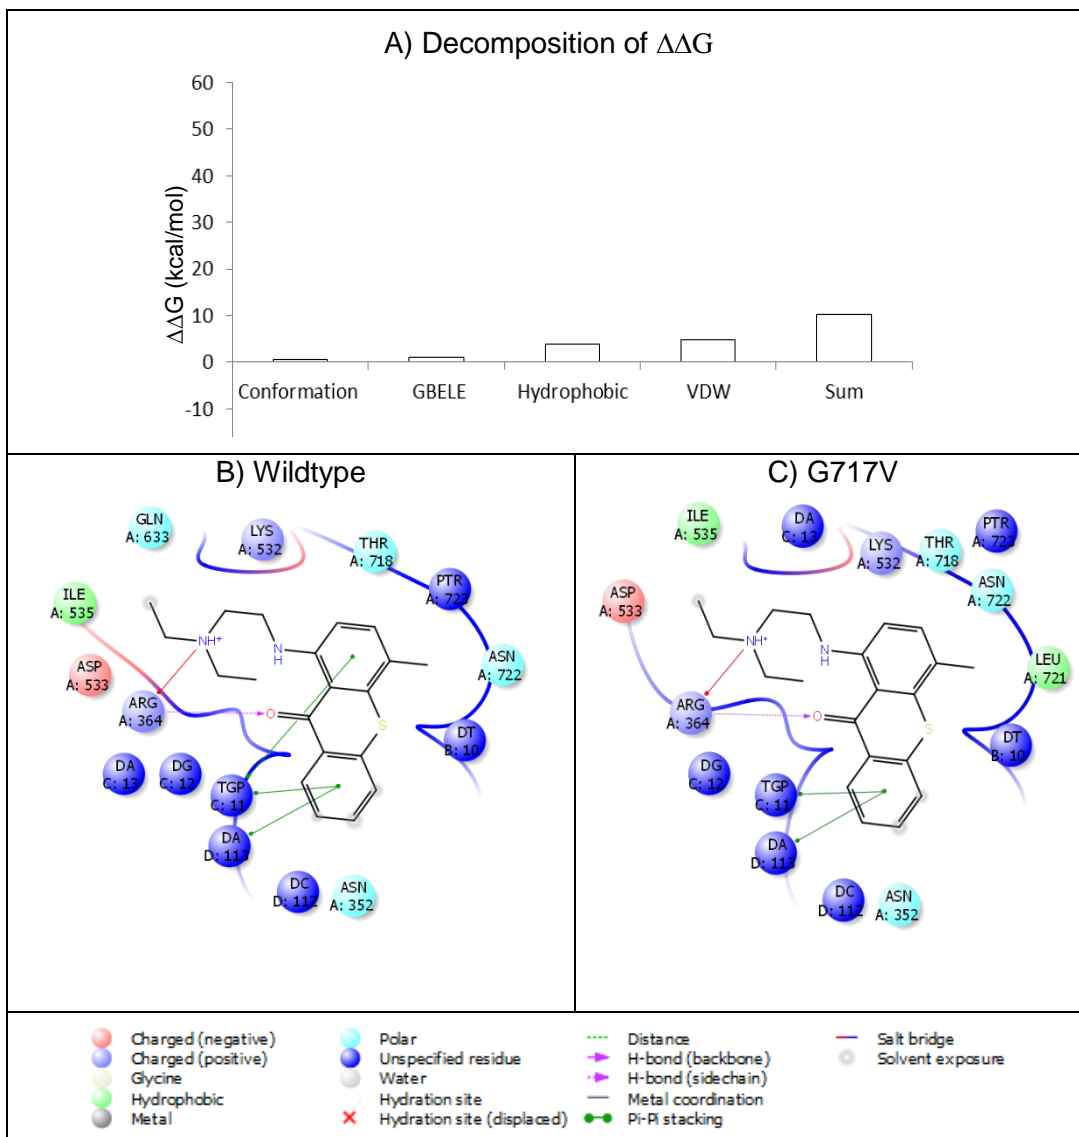 A) Decomposition of ΔΔG
ΔΔG (kcal/mol)
60
50
40
30
20
10
0
-10
Conformation GBELE Hydrophobic VDW Sum
B) Wildtype
GLN
A: 633
LYS
A: 532
THR
A: 718
PTR
A: 723
ILE
A: 535
NH+
N
H
ASP
A: 533
ASN
A: 722
ARG
A: 364
O
S
DT
B: 10
DA
C: 13
DG
C: 12
TGP
C: 11
DA
D: 113
DC
D: 112
ASN
A: 352
C) G717V
ILE
A: 535
DA
C: 13
PTR
A: 723
LYS
A: 532
THR
A: 718
ASN
A: 722
ASP
A: 533
NH+
N
H
LEU
A: 721
ARG
A: 364
O
S
DT
B: 10
DG
C: 12
TGP
C: 11
DA
D: 113
DC
D: 112
ASN
A: 352
Charged (negative)
Charged (positive)
Glycine
Hydrophobic
Metal
Polar
Unspecified residue
Water
Hydration site
Hydration site (displaced)
Distance
H-bond (backbone)
H-bond (sidechain)
Metal coordination
Pi-Pi stacking
Salt bridge
Solvent exposure